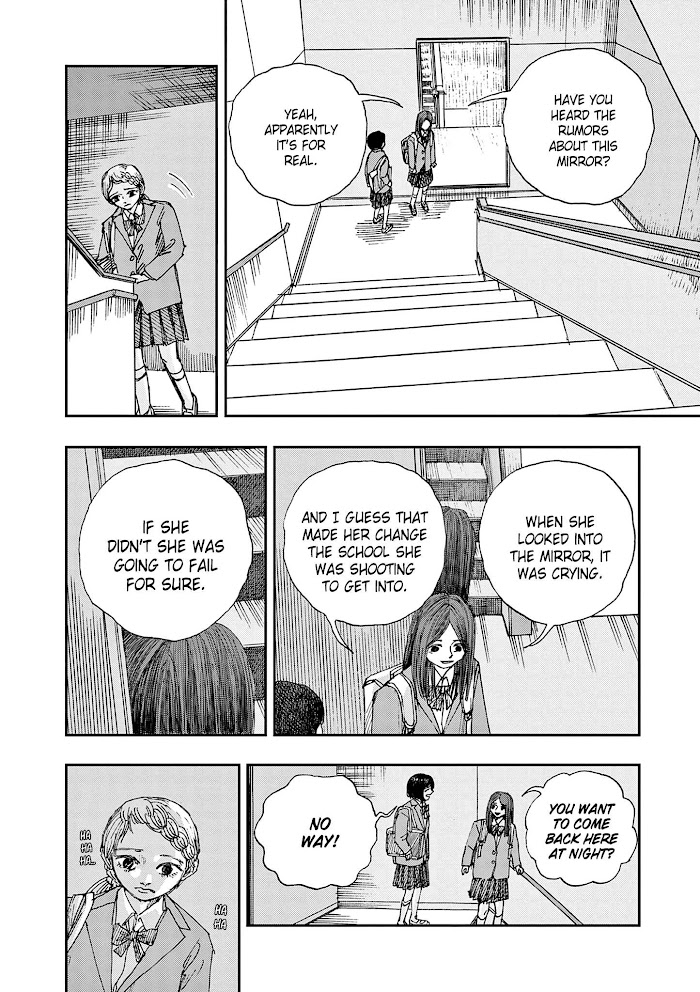 HAVE YOU
HEARD THE
RUMORS
ABOUT THIS
MIRROR?
YEAH,
APPARENTLY
IT'S FOR
REAL.
WHEN SHE
LOOKED INTO
THE MIRROR, IT
WAS CRYING.
AND I GUESS THAT
MADE HER CHANGE
THE SCHOOL SHE
WAS SHOOTING
TO GET INTO.
IF SHE
DIDN'T SHE WAS
GOING TO FAIL
FOR SURE.
YOU WANT
TO COME
BACK HERE
AT NIGHT?
NO
WAY!
HA
HA
HA...
HA
HA